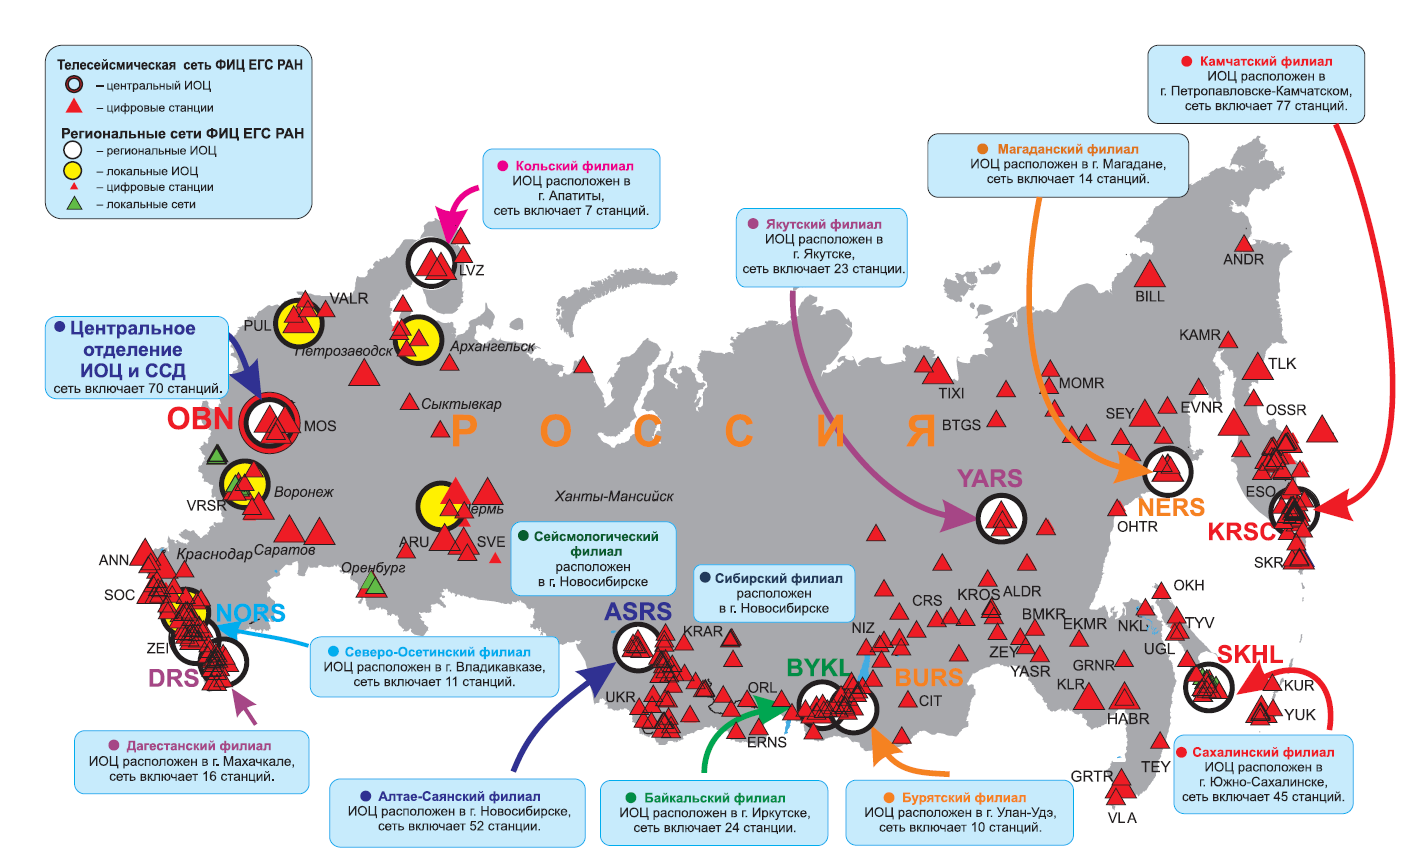 Телесейсмическая сеть ФИЦ ЕГС РАН
– центральный ИОЦ
– цифровые станции
Региональные сети ФИЦ ЕГС РАН
– региональные ИОЦ
– локальные ИОЦ
– цифровые станции
– локальные сети
Кольский филиал
ИОЦ расположен в
г. Апатиты,
сеть включает 7 станций.
Якутский филиал
ИОЦ расположен в
г. Якутске,
сеть включает 23 станции.
Магаданский филиал
ИОЦ расположен в г. Магадане,
сеть включает 14 станций.
Камчатский филиал
ИОЦ расположен в
г. Петропавловске-Камчатском,
сеть включает 77 станций.
Центральное
отделение
ИОЦ и ССД
сеть включает 70 станций.
LVZ
VALR
PUL
Петрозаводск
Архангельск
OBN
MOS
Сыктывкар
РОССИЯ
VRSR
Воронеж
Пермь
Ханты-Мансийск
ANN
Краснодар
Саратов
ARU
SVE
Оренбург
SOC
NORS
ZEI
DRS
ANDR
BILL
KAMR
TLK
TIXI
MOMR
BTGS
SEY
EVNR
OSSR
YARS
NERS
OHTR
ESO
KRSC
SKR
Сейсмологический
филиал
расположен
в г. Новосибирске
Сибирский филиал
расположен
в г. Новосибирске
ASRS
KRAR
UKR
ORL
ERNS
BYKL
NIZ
CRS
KROS
ALDR
BMKR
ZEY
YASR
EKMR
GRNR
KLR
HABR
BURS
CIT
NKL
OKH
TYV
UGL
SKHL
KUR
YUK
TEY
GRTR
VLA
Северо-Осетинский филиал
ИОЦ расположен в г. Владикавказе,
сеть включает 11 станций.
Дагестанский филиал
ИОЦ расположен в г. Махачкале,
сеть включает 16 станций.
Алтае-Саянский филиал
ИОЦ расположен в г. Новосибирске,
сеть включает 52 станции.
Байкальский филиал
ИОЦ расположен в г. Иркутске,
сеть включает 24 станции.
Бурятский филиал
ИОЦ расположен в г. Улан-Удэ,
сеть включает 10 станций.
Сахалинский филиал
ИОЦ расположен в
г. Южно-Сахалинске,
сеть включает 45 станций.